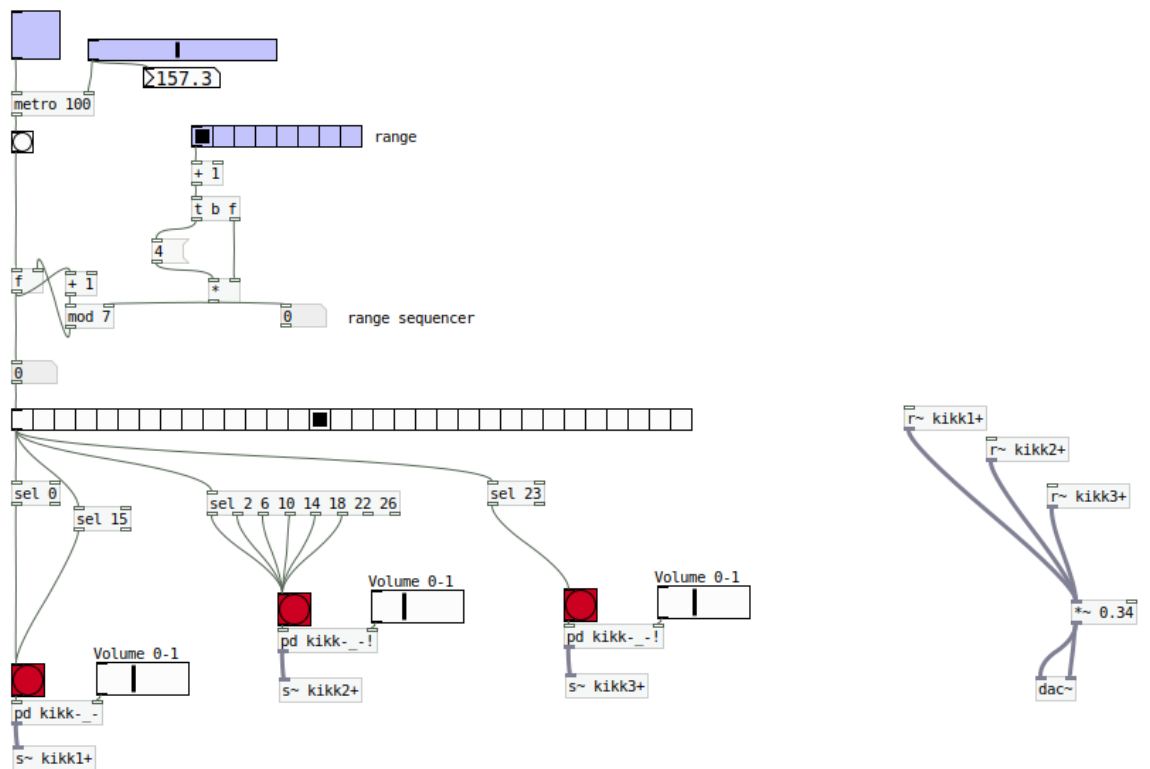 157.3
metro 100
range
+ 1
t b f
4
*
f
+ 1
mod 7
0
range sequencer
0
r~ kikk1+
r~ kikk2+
r~ kikk3+
sel 0
sel 15
sel 2 6 10 14 18 22 26
sel 23
Volume 0-1
Volume 0-1
*~ 0.34
pd kikk-_-!
pd kikk-_-!
Volume 0-1
s~ kikk2+
s~ kikk3+
dac~
pd kikk-_-
s~ kikk1+